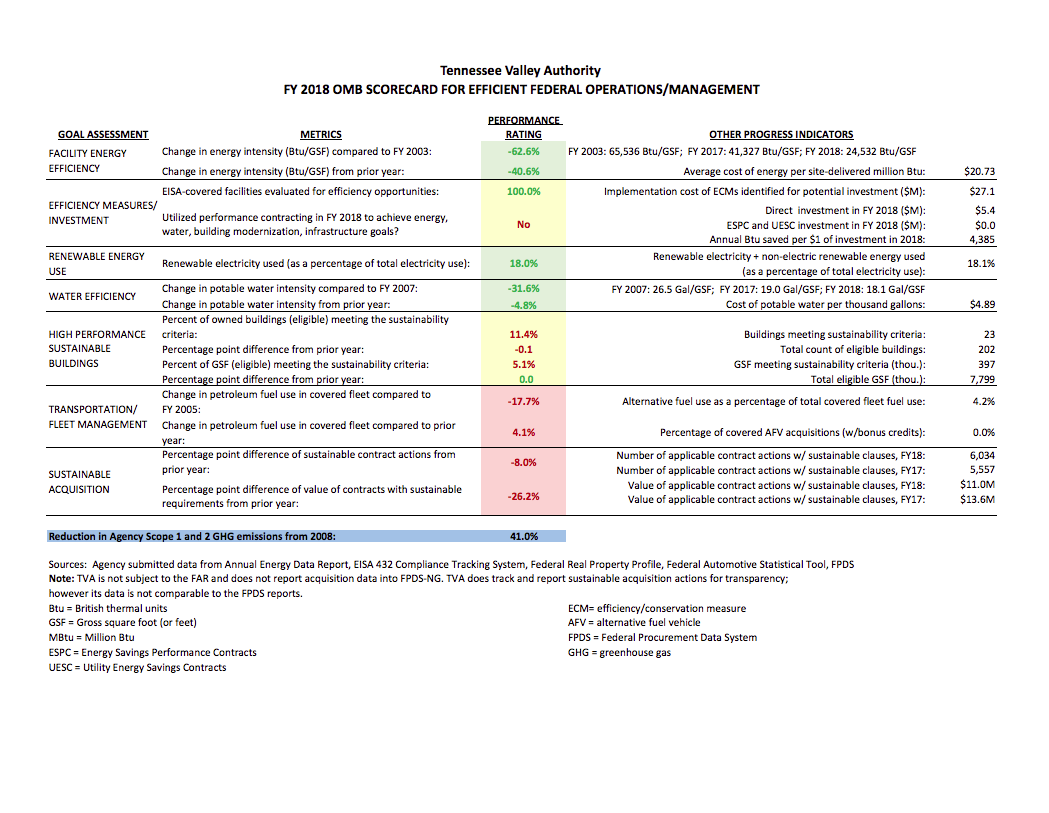 Tennessee Valley Authority
FY 2018 OMB SCORECARD FOR EFFICIENT FEDERAL OPERATIONS/MANAGEMENT
PERFORMANCE
GOAL ASSESSMENT METRICS RATING OTHER PROGRESS INDICATORS
FACILITY ENERGY
EFFICIENCY
Change in energy intensity (Btu/GSF) compared to FY 2003: -62.6% FY 2003: 65,536 Btu/GSF; FY 2017: 41,327 Btu/GSF; FY 2018: 24,532 Btu/GSF
Change in energy intensity (Btu/GSF) from prior year: -40.6% Average cost of energy per site-delivered million Btu: $20.73
EFFICIENCY MEASURES/
INVESTMENT
EISA-covered facilities evaluated for efficiency opportunities: 100.0% Implementation cost of ECMs identified for potential investment ($M): $27.1
Utilized performance contracting in FY 2018 to achieve energy,
water, building modernization, infrastructure goals? No
Direct investment in FY 2018 ($M): $5.4
ESPC and UESC investment in FY 2018 ($M): $0.0
Annual Btu saved per $1 of investment in 2018: 4,385
RENEWABLE ENERGY
USE
Renewable electricity used (as a percentage of total electricity use): 18.0%
Renewable electricity + non-electric renewable energy used
(as a percentage of total electricity use): 18.1%
WATER EFFICIENCY
Change in potable water intensity compared to FY 2007: -31.6% FY 2007: 26.5 Gal/GSF; FY 2017: 19.0 Gal/GSF; FY 2018: 18.1 Gal/GSF
Change in potable water intensity from prior year: -4.8% Cost of potable water per thousand gallons: $4.89
HIGH PERFORMANCE
SUSTAINABLE
BUILDINGS
Percent of owned buildings (eligible) meeting the sustainability
criteria: 11.4% Buildings meeting sustainability criteria: 23
Percentage point difference from prior year: -0.1 Total count of eligible buildings: 202
Percent of GSF (eligible) meeting the sustainability criteria: 5.1% GSF meeting sustainability criteria (thou.): 397
Percentage point difference from prior year: 0.0 Total eligible GSF (thou.): 7,799
TRANSPORTATION/
FLEET MANAGEMENT
Change in petroleum fuel use in covered fleet compared to
FY 2005: -17.7% Alternative fuel use as a percentage of total covered fleet fuel use: 4.2%
Change in petroleum fuel use in covered fleet compared to prior
year: 4.1% Percentage of covered AFV acquisitions (w/bonus credits): 0.0%
SUSTAINABLE
ACQUISITION
Percentage point difference of sustainable contract actions from
prior year: -8.0%
Number of applicable contract actions w/ sustainable clauses, FY18: 6,034
Number of applicable contract actions w/ sustainable clauses, FY17: 5,557
Percentage point difference of value of contracts with sustainable
requirements from prior year: -26.2%
Value of applicable contract actions w/ sustainable clauses, FY18: $11.0M
Value of applicable contract actions w/ sustainable clauses, FY17: $13.6M
Reduction in Agency Scope 1 and 2 GHG emissions from 2008: 41.0%
Sources: Agency submitted data from Annual Energy Data Report, EISA 432 Compliance Tracking System, Federal Real Property Profile, Federal Automotive Statistical Tool, FPDS
Note: TVA is not subject to the FAR and does not report acquisition data into FPDS-NG. TVA does track and report sustainable acquisition actions for transparency;
however its data is not comparable to the FPDS reports.
Btu = British thermal units
GSF = Gross square foot (or feet)
MBtu = Million Btu
ESPC = Energy Savings Performance Contracts
UESC = Utility Energy Savings Contracts
ECM= efficiency/conservation measure
AFV = alternative fuel vehicle
FPDS = Federal Procurement Data System
GHG = greenhouse gas